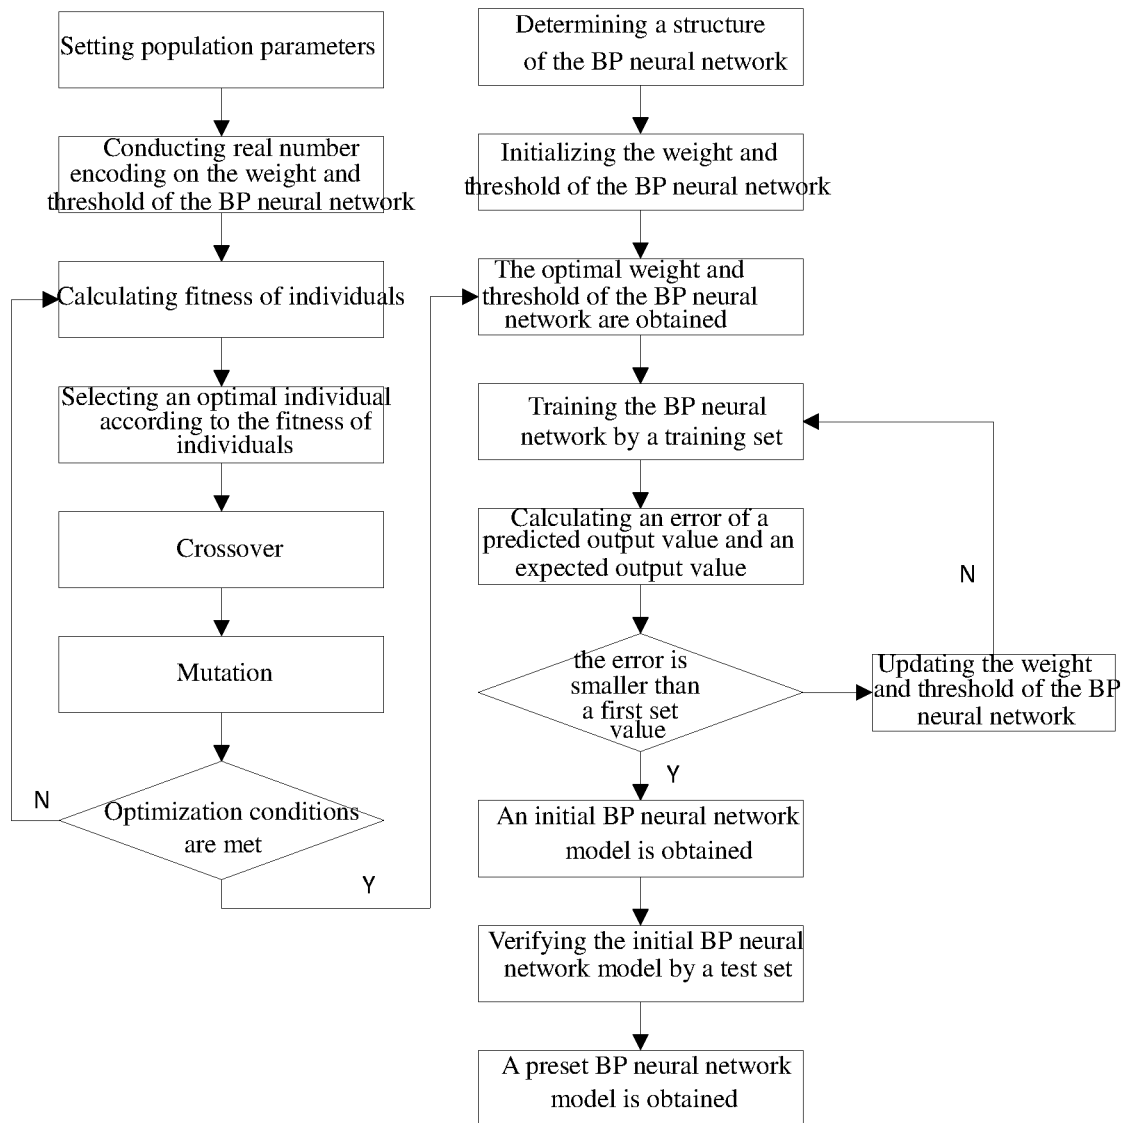 Setting population parameters
Conducting real number
encoding on the weight and
threshold of the BP neural network
Calculating fitness of individuals
Selecting an optimal individual
according to the fitness of
individuals
Crossover
Mutation
N
Optimization conditions
are met
Y
Determining a structure
of the BP neural network
Initializing the weight and
threshold of the BP neural network
The optimal weight and
threshold of the BP neural
network are obtained
Training the BP neural
network by a training set
Calculating an error of a
predicted output value and an
expected output value
N
the error is
smaller than
a first set
value
Updating the weight
and threshold of the BP
neural network
Y
An initial BP neural network
model is obtained
Verifying the initial BP neural
network model by a test set
A preset BP neural network
model is obtained